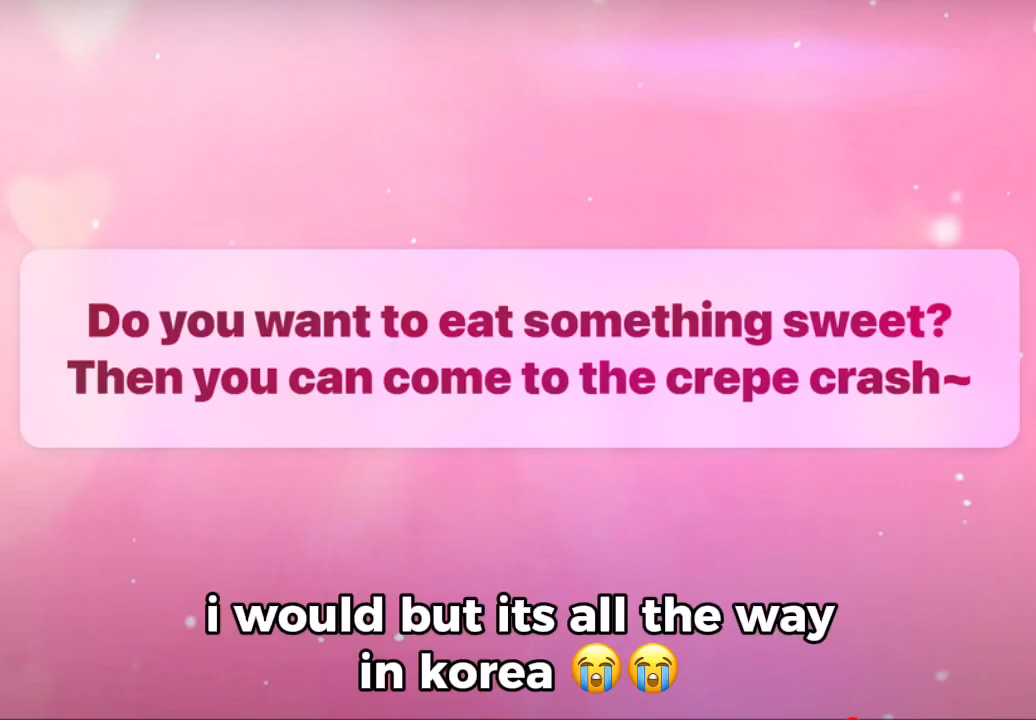 Do you want to eat something sweet?
Then you can come to the crepe crash~
i would but its all the way
in korea 😭😭